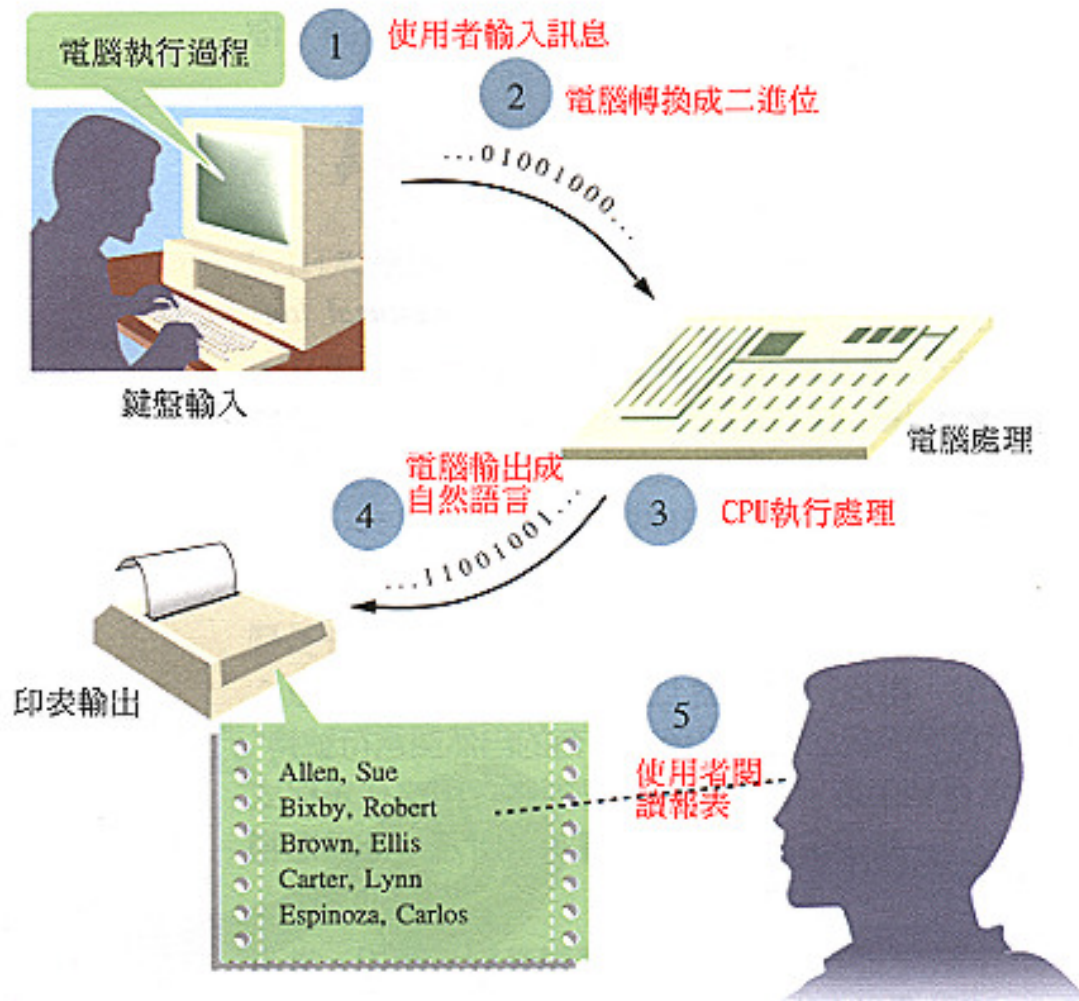 電腦執行過程
1
使用者輸入訊息
2
電腦轉換成二進位
...01001000...
鍵盤輸入
電腦處理
電腦輸出成
自然語言
4
3
CPU執行處理
...11001001...
印表輸出
5
使用者閱
讀報表
Allen, Sue
Bixby, Robert
Brown, Ellis
Carter, Lynn
Espinoza, Carlos